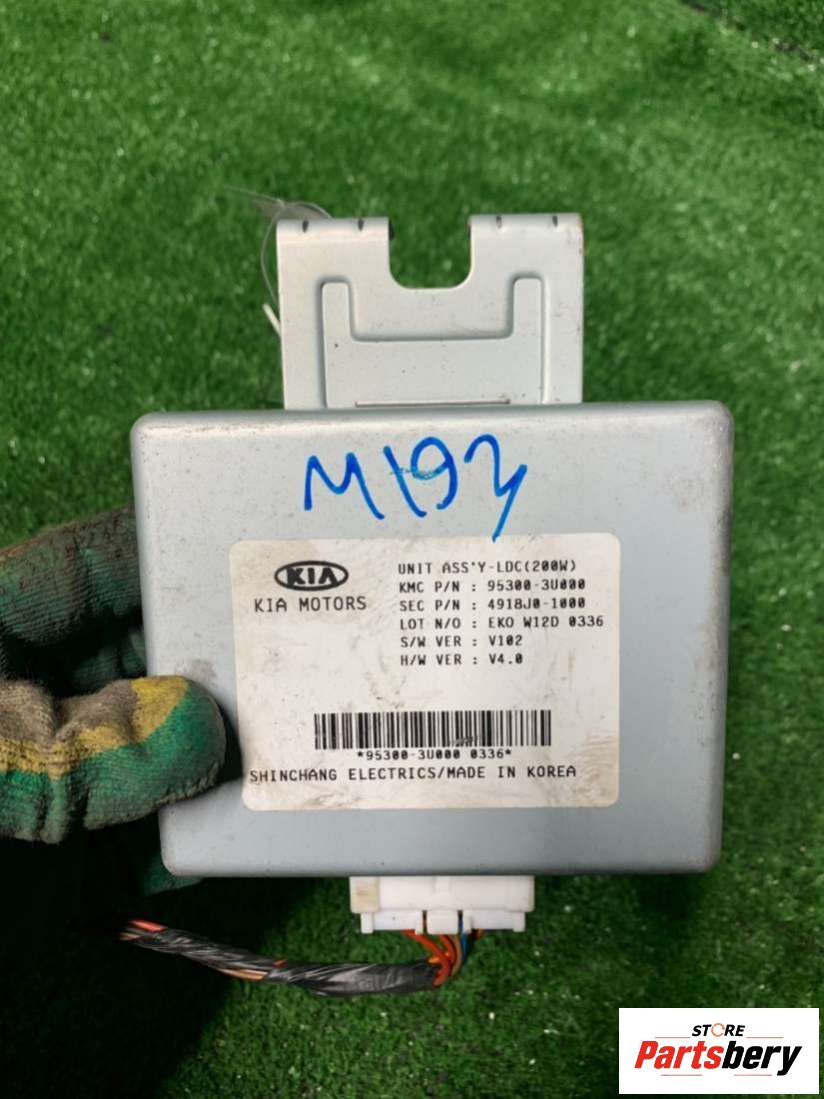 M193
KIA
KIA MOTORS
UNIT ASS'Y-LDC(200W)
KMC P/N : 95300-3U000
SEC P/N : 4918J0-1000
LOT N/O : EKO W12D 0336
S/W VER : V102
H/W VER : V4.0
*95300-3U000 0336*
SHINCHANG ELECTRICS/MADE IN KOREA
STORE
Partsbery